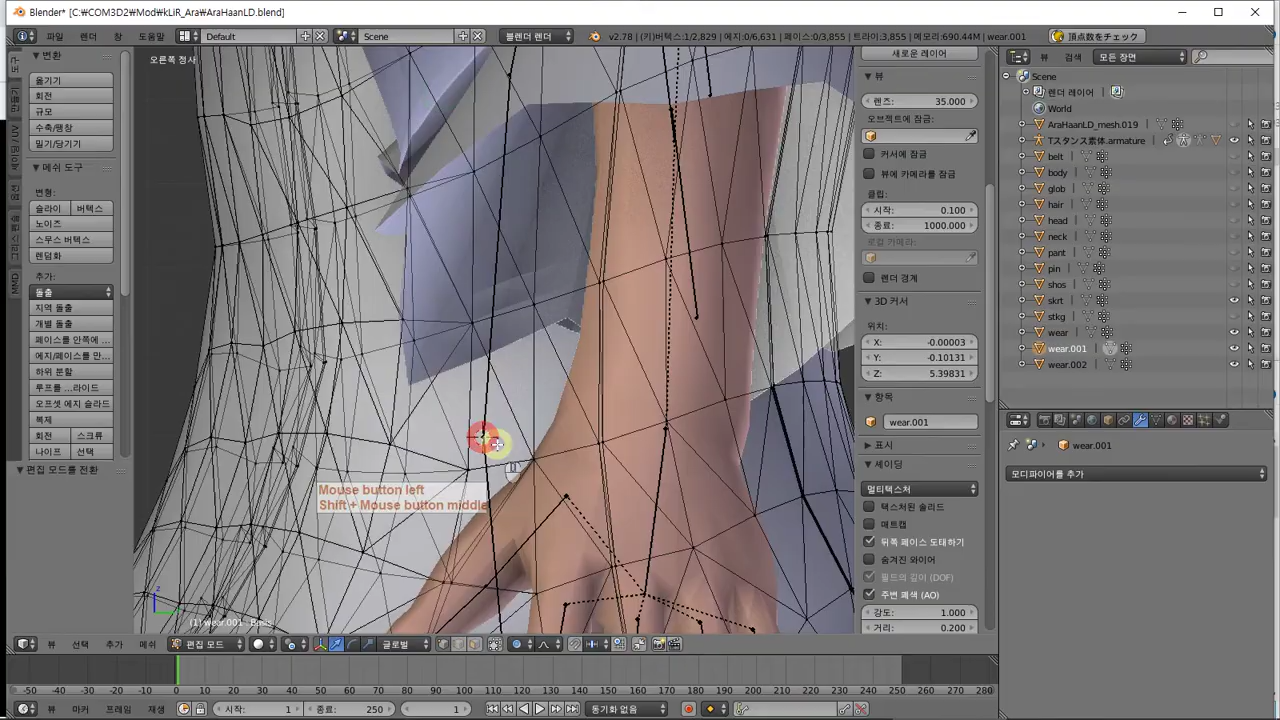 Blender* [C:₩COM3D2₩Mod₩kLiR_Ara₩AraHaanLD.blend]
파일 렌더 창 도움말 Default Scene 블렌더 렌더 v2.78 | (키)버텍스:1/2,829 | 에지:0/6,631 | 페이스:0/3,855 | 트라이:3,855 | 메모리:690.44M | wear.001 頂点数をチェック
변환
옮기기
회전
규모
수축/팽창
밀기/당기기
메쉬 도구
변형:
슬라이 버텍스
노이즈
스무스 버텍스
렌덤화
추가:
돌출
지역 돌출
개별 돌출
페이스를 안쪽에 ...
에지/페이스를 만...
하위 분할
루프를 ...라이드
오프셋 에지 슬라드
복제
회전 스크류
나이프 선택
편집 모드를 전환
MMD
오른쪽 정사
Mouse button left
Shift + Mouse button middle
z
(1) wear.001 : Basis
새로운 레이어
뷰
렌즈: 35.000
오브젝트에 잠금:
커서에 잠금
뷰에 카메라를 잠금
클립:
시작: 0.100
종료: 1000.000
로컬 카메라:
렌더 경계
3D 커서
위치:
X: -0.00003
Y: -0.10131
Z: 5.39831
항목
wear.001
표시
셰이딩
멀티텍스처
텍스처된 솔리드
매트캡
뒤쪽 페이스 도태하기
숨겨진 와이어
필드의 깊이 (DOF)
주변 폐색 (AO)
강도: 1.000
거리: 0.200
뷰 검색 모든 장면
Scene
렌더 레이어
World
AraHaanLD_mesh.019
Tスタンス素体.armature
belt
body
glob
hair
head
neck
pant
pin
shos
skrt
stkg
wear
wear.001
wear.002
wear.001
모디파이어를 추가
뷰 선택 추가 메쉬 편집 모드 글로벌
-50 -40 -30 -20 -10 0 10 20 30 40 50 60 70 80 90 100 110 120 130 140 150 160 170 180 190 200 210 220 230 240 250 260 270 280
뷰 마커 프레임 재생 시작: 1 종료: 250 1 동기화 없음